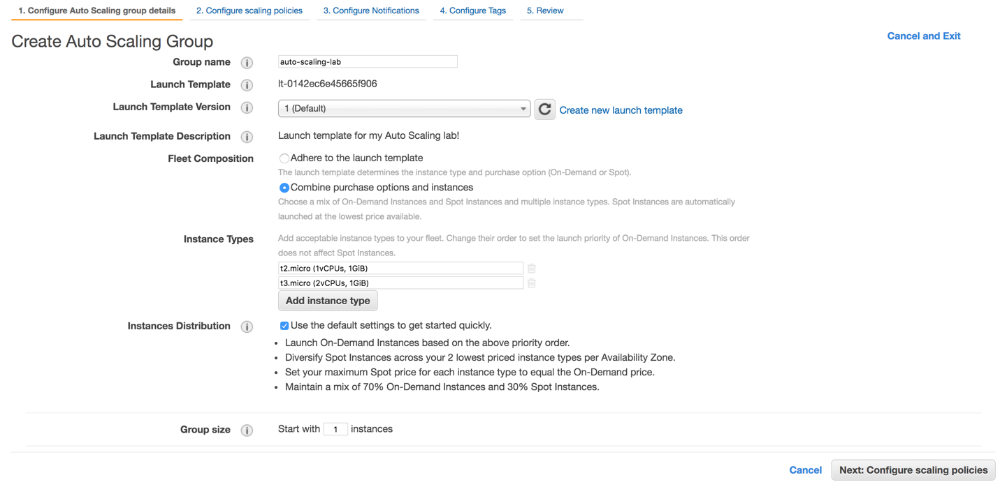 1. Configure Auto Scaling group details 2. Configure scaling policies 3. Configure Notifications 4. Configure Tags 5. Review
Create Auto Scaling Group
Cancel and Exit
Group name i auto-scaling-lab
Launch Template i lt-0142ec6e45665f906
Launch Template Version i 1 (Default) Create new launch template
Launch Template Description i Launch template for my Auto Scaling lab!
Fleet Composition Adhere to the launch template
The launch template determines the instance type and purchase option (On-Demand or Spot).
Combine purchase options and instances
Choose a mix of On-Demand Instances and Spot Instances and multiple instance types. Spot Instances are automatically
launched at the lowest price available.
Instance Types Add acceptable instance types to your fleet. Change their order to set the launch priority of On-Demand Instances. This order
does not affect Spot Instances.
t2.micro (1vCPUs, 1GiB)
t3.micro (2vCPUs, 1GiB)
Add instance type
Instances Distribution i Use the default settings to get started quickly.
• Launch On-Demand Instances based on the above priority order.
• Diversify Spot Instances across your 2 lowest priced instance types per Availability Zone.
• Set your maximum Spot price for each instance type to equal the On-Demand price.
• Maintain a mix of 70% On-Demand Instances and 30% Spot Instances.
Group size i Start with 1 instances
Cancel Next: Configure scaling policies